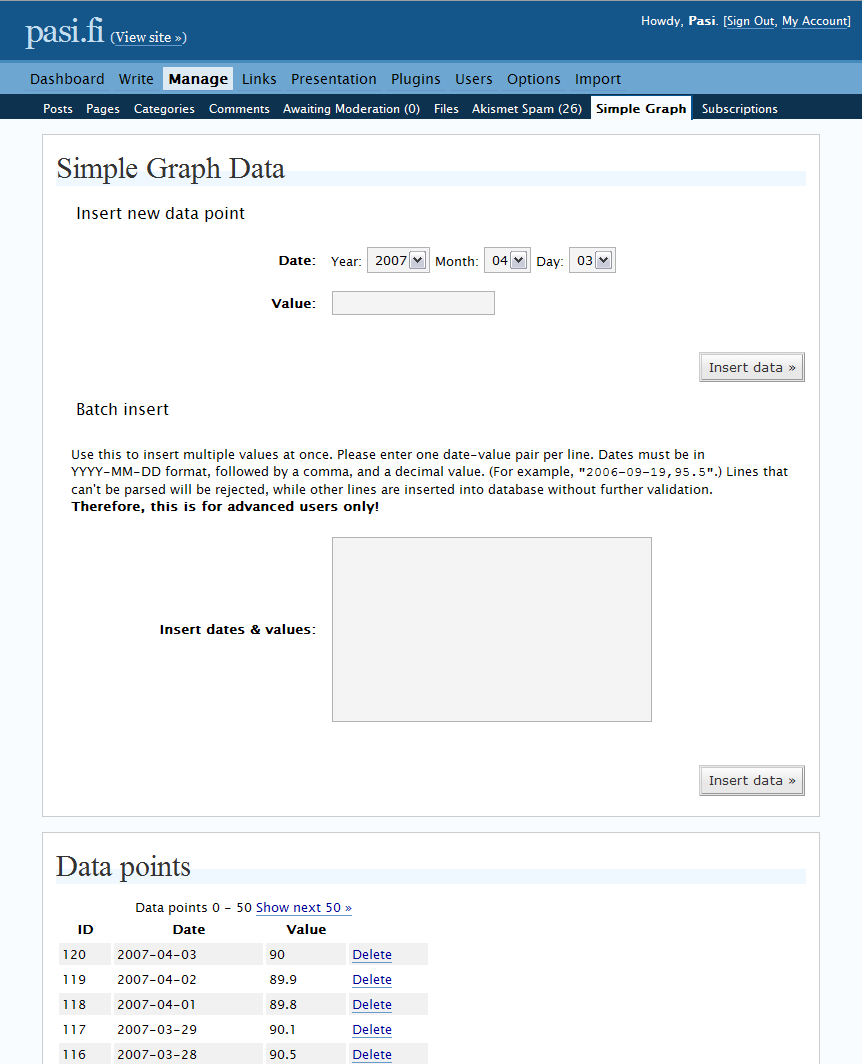 pasi.fi (View site »)
Howdy, Pasi. [Sign Out, My Account]
Dashboard Write Manage Links Presentation Plugins Users Options Import
Posts Pages Categories Comments Awaiting Moderation (0) Files Akismet Spam (26) Simple Graph Subscriptions
Simple Graph Data
Insert new data point
Date: Year: 2007 Month: 04 Day: 03
Value:
Insert data »
Batch insert
Use this to insert multiple values at once. Please enter one date-value pair per line. Dates must be in
YYYY-MM-DD format, followed by a comma, and a decimal value. (For example, "2006-09-19,95.5".) Lines that
can't be parsed will be rejected, while other lines are inserted into database without further validation.
Therefore, this is for advanced users only!
Insert dates & values:
Insert data »
Data points
Data points 0 - 50 Show next 50 »
ID Date Value
120 2007-04-03 90 Delete
119 2007-04-02 89.9 Delete
118 2007-04-01 89.8 Delete
117 2007-03-29 90.1 Delete
116 2007-03-28 90.5 Delete